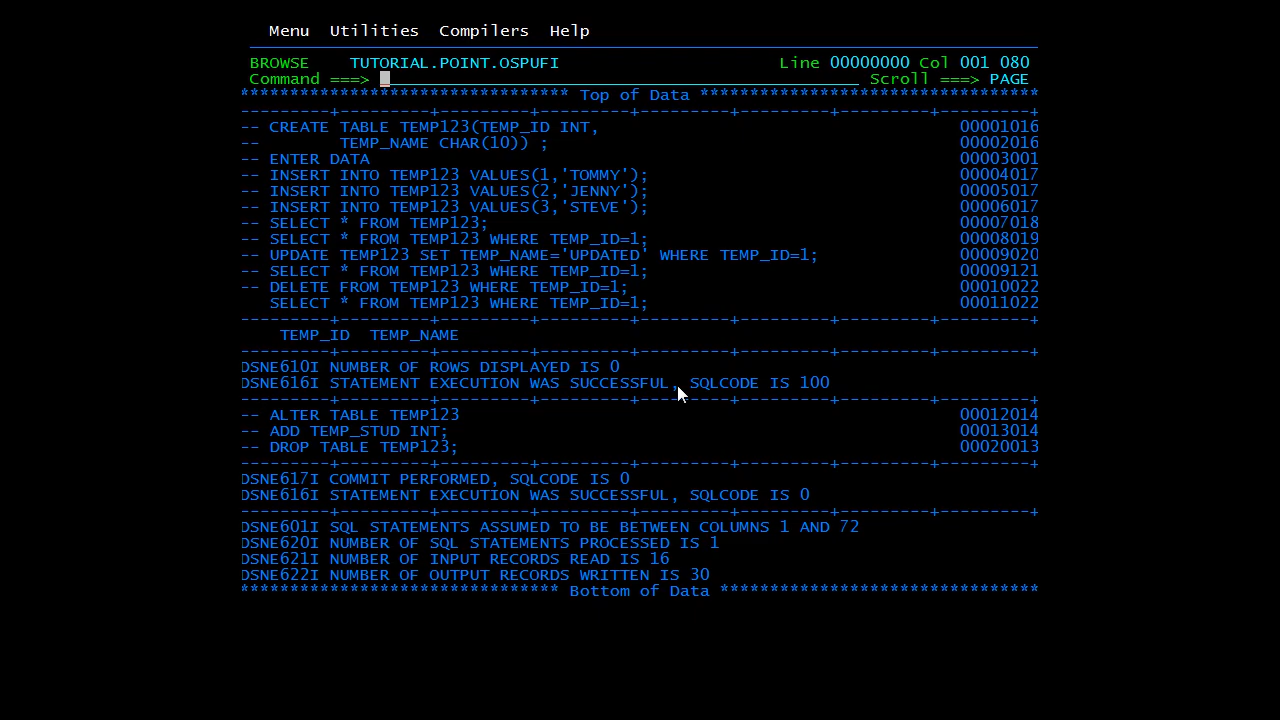 Menu  Utilities  Compilers  Help
BROWSE    TUTORIAL.POINT.OSPUFI                      Line 00000000 Col 001 080
Command ===>                                                  Scroll ===> PAGE
********************************* Top of Data **********************************
---------+---------+---------+---------+---------+---------+---------+---------+
-- CREATE TABLE TEMP123(TEMP_ID INT,                                    00001016
--        TEMP_NAME CHAR(10)) ;                                         00002016
-- ENTER DATA                                                           00003001
-- INSERT INTO TEMP123 VALUES(1,'TOMMY');                               00004017
-- INSERT INTO TEMP123 VALUES(2,'JENNY');                               00005017
-- INSERT INTO TEMP123 VALUES(3,'STEVE');                               00006017
-- SELECT * FROM TEMP123;                                               00007018
-- SELECT * FROM TEMP123 WHERE TEMP_ID=1;                               00008019
-- UPDATE TEMP123 SET TEMP_NAME='UPDATED' WHERE TEMP_ID=1;              00009020
-- SELECT * FROM TEMP123 WHERE TEMP_ID=1;                               00009121
-- DELETE FROM TEMP123 WHERE TEMP_ID=1;                                 00010022
   SELECT * FROM TEMP123 WHERE TEMP_ID=1;                               00011022
---------+---------+---------+---------+---------+---------+---------+---------+
    TEMP_ID  TEMP_NAME
---------+---------+---------+---------+---------+---------+---------+---------+
DSNE610I NUMBER OF ROWS DISPLAYED IS 0
DSNE616I STATEMENT EXECUTION WAS SUCCESSFUL, SQLCODE IS 100
---------+---------+---------+---------+---------+---------+---------+---------+
-- ALTER TABLE TEMP123                                                  00012014
-- ADD TEMP_STUD INT;                                                   00013014
-- DROP TABLE TEMP123;                                                  00020013
---------+---------+---------+---------+---------+---------+---------+---------+
DSNE617I COMMIT PERFORMED, SQLCODE IS 0
DSNE616I STATEMENT EXECUTION WAS SUCCESSFUL, SQLCODE IS 0
---------+---------+---------+---------+---------+---------+---------+---------+
DSNE601I SQL STATEMENTS ASSUMED TO BE BETWEEN COLUMNS 1 AND 72
DSNE620I NUMBER OF SQL STATEMENTS PROCESSED IS 1
DSNE621I NUMBER OF INPUT RECORDS READ IS 16
DSNE622I NUMBER OF OUTPUT RECORDS WRITTEN IS 30
******************************** Bottom of Data ********************************